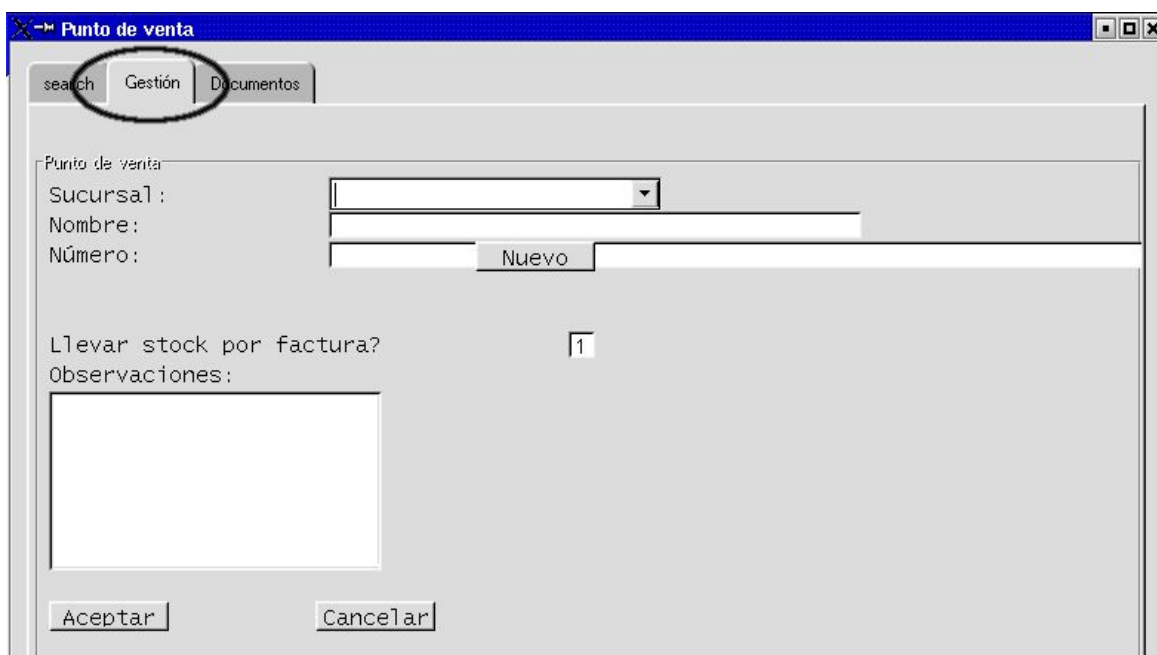 Punto de venta
search Gestión Documentos
Punto de venta
Sucursal:
Nombre:
Número: Nuevo
Llevar stock por factura? 1
Observaciones:
Aceptar Cancelar